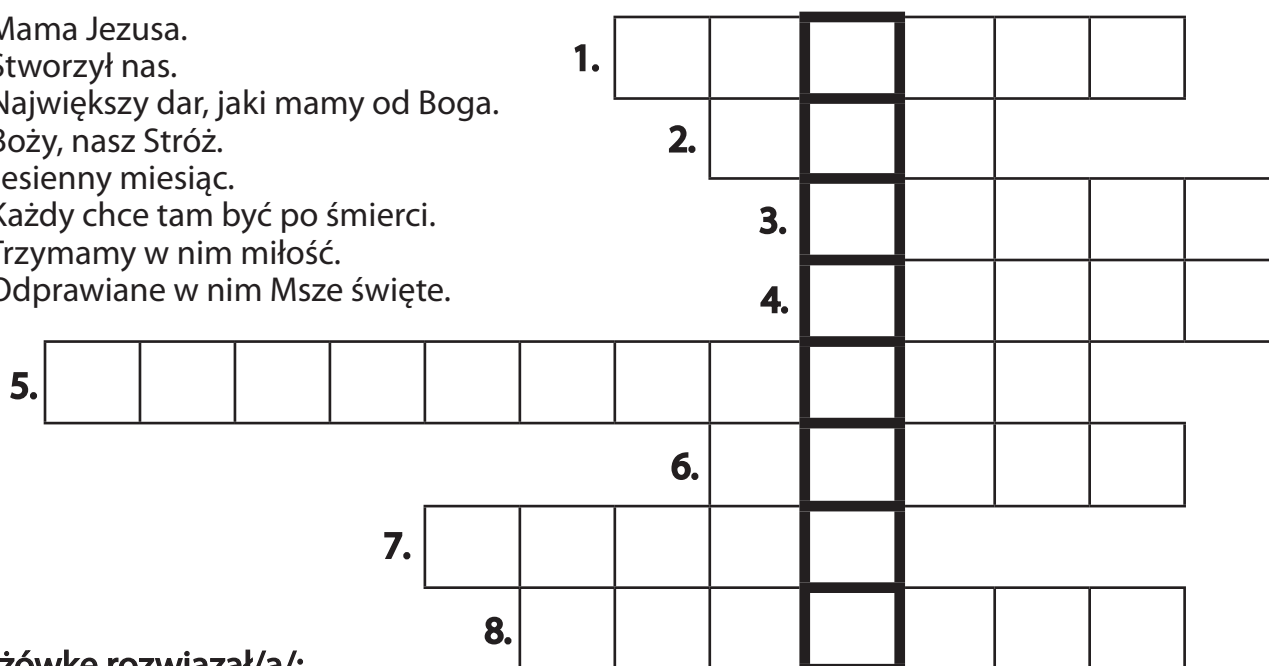 Mama Jezusa.
Stworzył nas.
Największy dar, jaki mamy od Boga.
Boży, nasz Stróż.
Jesienny miesiąc.
Każdy chce tam być po śmierci.
Trzymamy w nim miłość.
Odprawiane w nim Msze święte.
1.
2.
3.
4.
5.
6.
7.
8.
rozwiązał/a/: